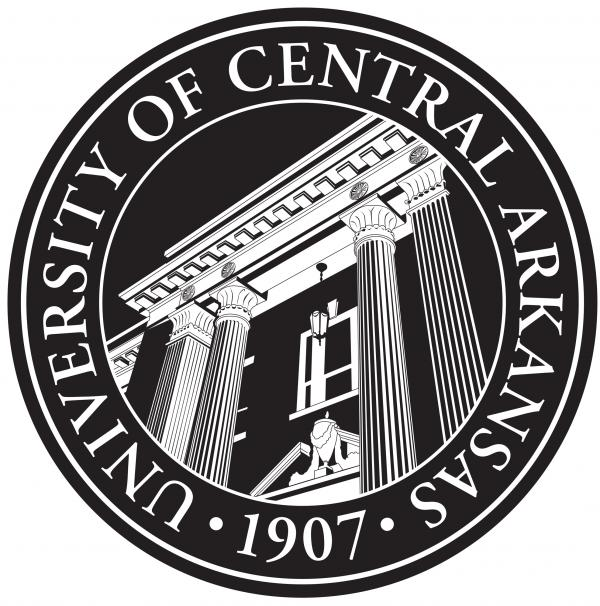 UNIVERSITY OF CENTRAL ARKANSAS
• 1907 •